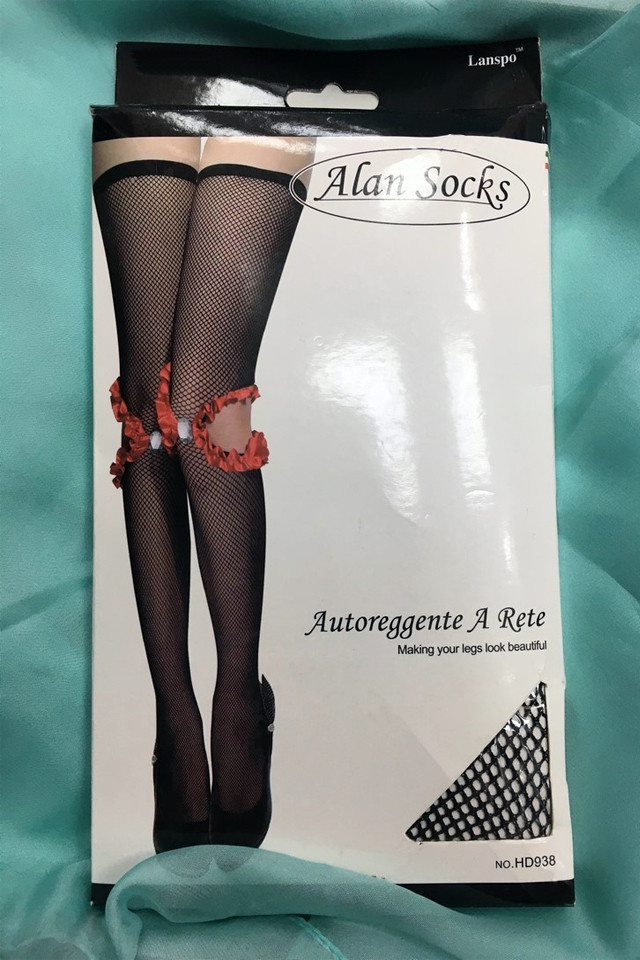 Lanspo™
Alan Socks
Autoreggente A Rete
Making your legs look beautiful
NO.HD938